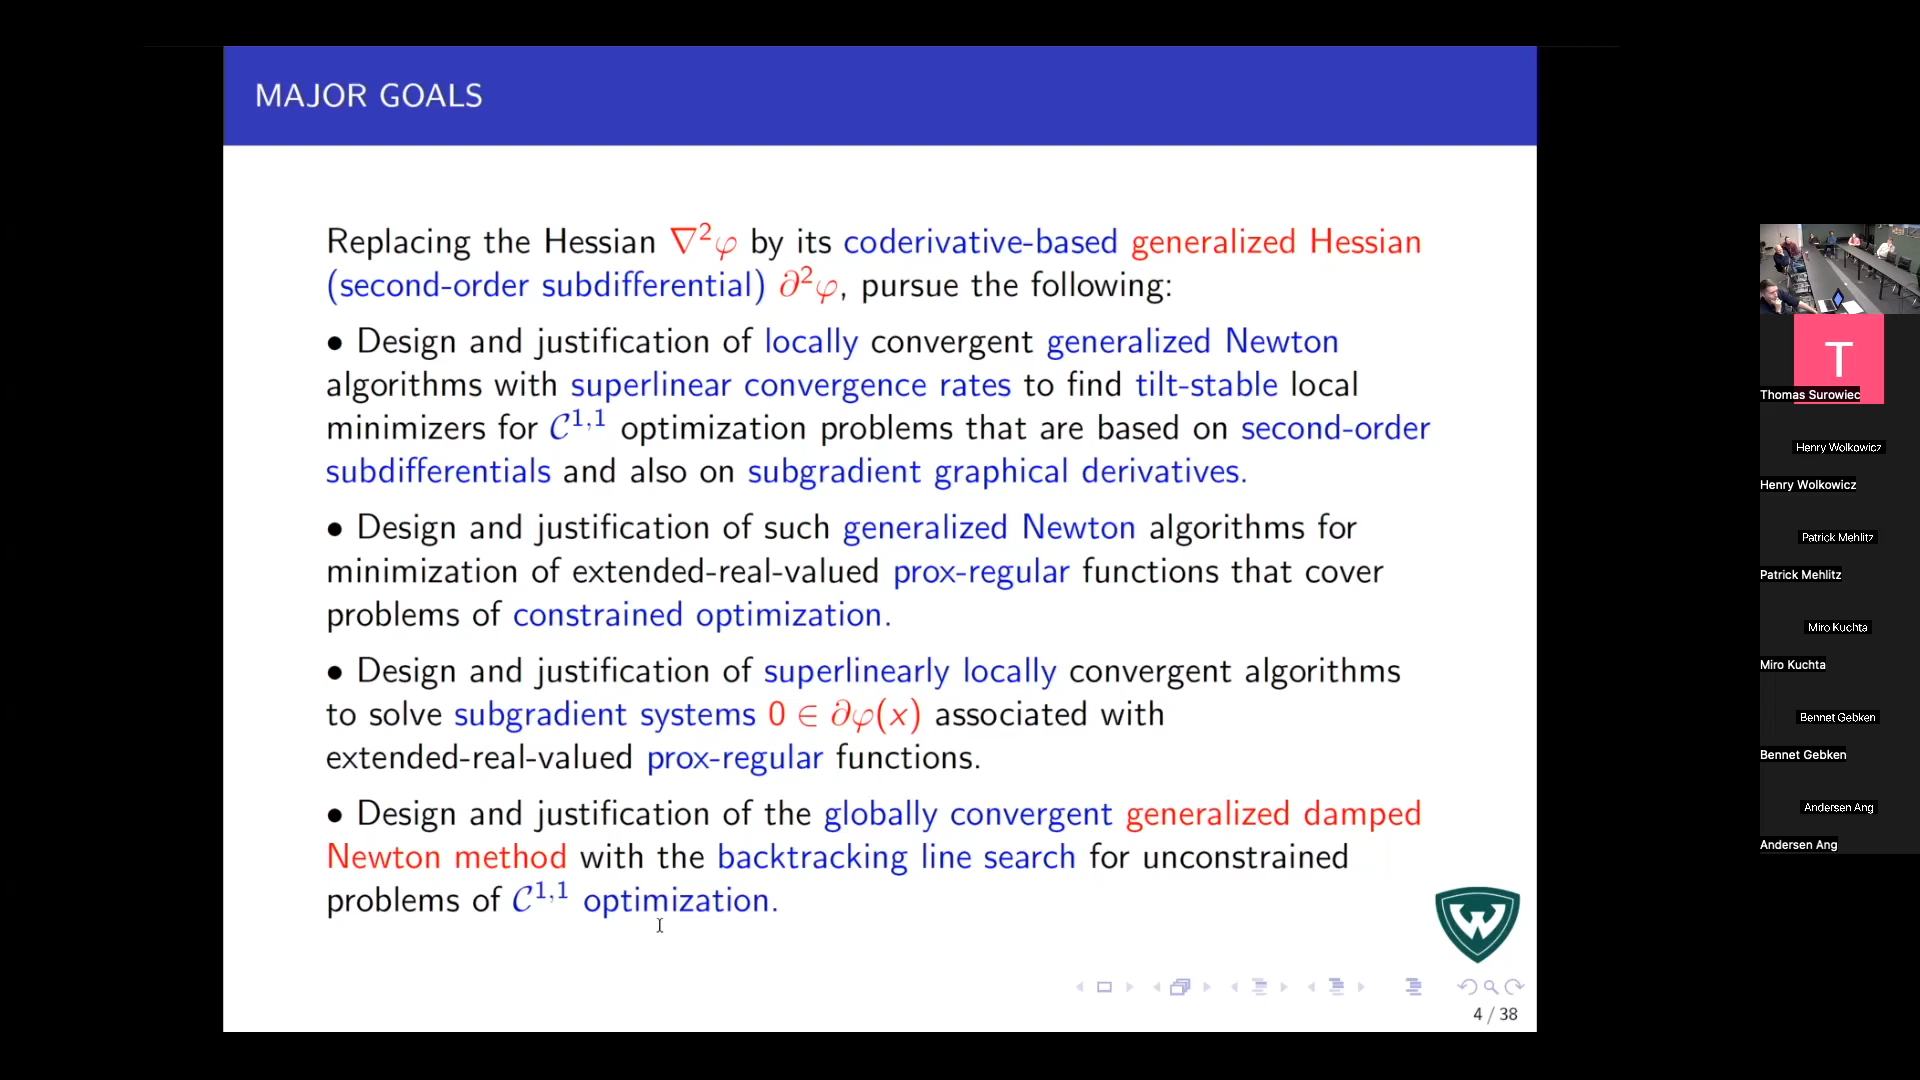 MAJOR GOALS
Replacing the Hessian ∇²φ by its coderivative-based generalized Hessian
(second-order subdifferential) ∂²φ, pursue the following:
• Design and justification of locally convergent generalized Newton
algorithms with superlinear convergence rates to find tilt-stable local
minimizers for C^{1,1} optimization problems that are based on second-order
subdifferentials and also on subgradient graphical derivatives.
• Design and justification of such generalized Newton algorithms for
minimization of extended-real-valued prox-regular functions that cover
problems of constrained optimization.
• Design and justification of superlinearly locally convergent algorithms
to solve subgradient systems 0 ∈ ∂φ(x) associated with
extended-real-valued prox-regular functions.
• Design and justification of the globally convergent generalized damped
Newton method with the backtracking line search for unconstrained
problems of C^{1,1} optimization.
W
4 / 38
T
Thomas Surowiec
Henry Wolkowicz
Henry Wolkowicz
Patrick Mehlitz
Patrick Mehlitz
Miro Kuchta
Miro Kuchta
Bennet Gebken
Bennet Gebken
Andersen Ang
Andersen Ang